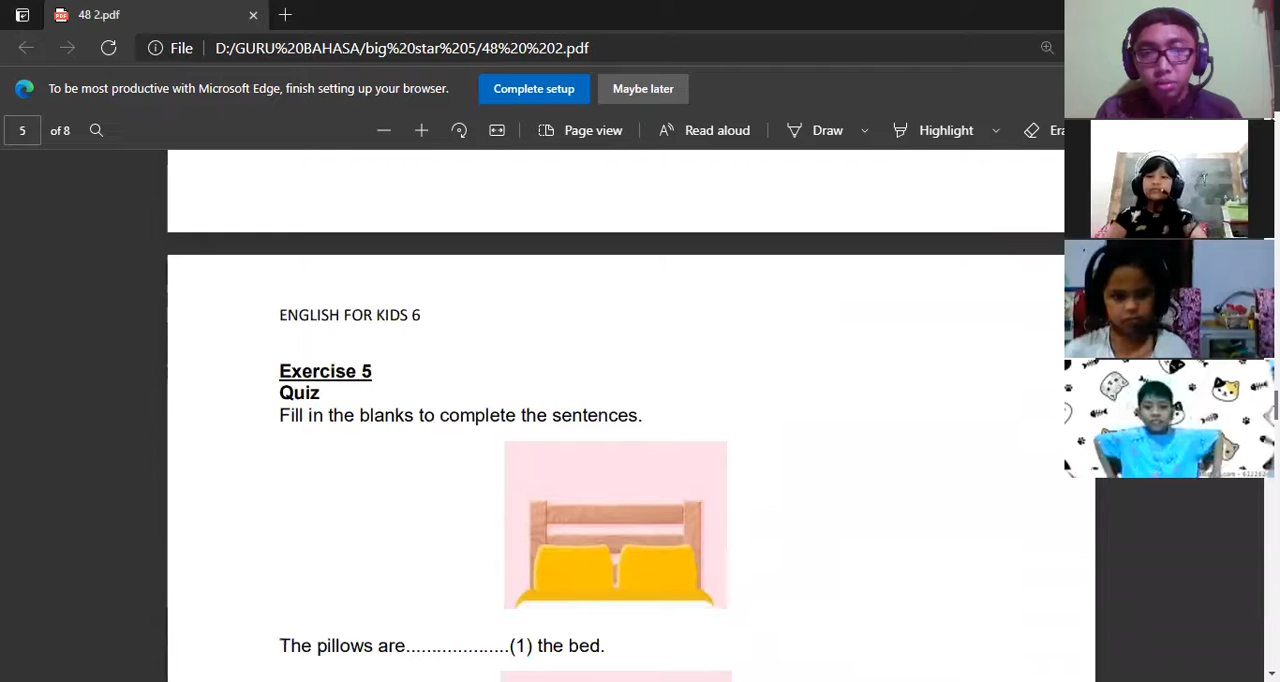 48 2.pdf
File
D:/GURU%20BAHASA/big%20star%205/48%20%202.pdf
To be most productive with Microsoft Edge, finish setting up your browser.
Complete setup
Maybe later
5
of 8
Page view
Read aloud
Draw
Highlight
Era
ENGLISH FOR KIDS 6
Exercise 5
Quiz
Fill in the blanks to complete the sentences.
The pillows are....................(1) the bed.